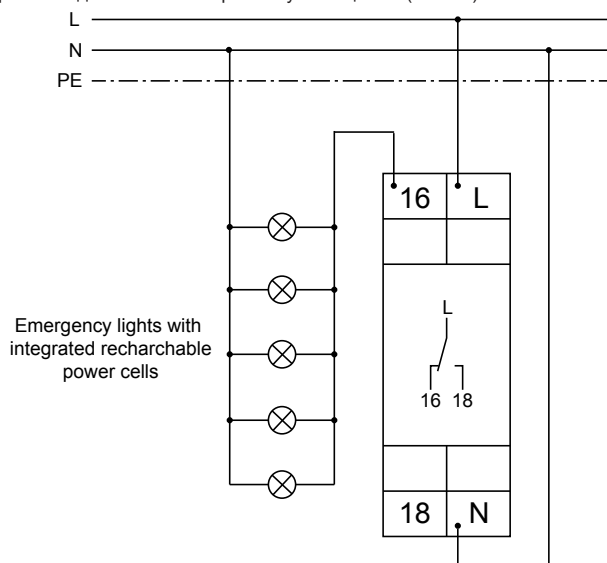 L
N
PE
16 L
Emergency lights with
integrated recharchable
power cells
L
16 18
18 N